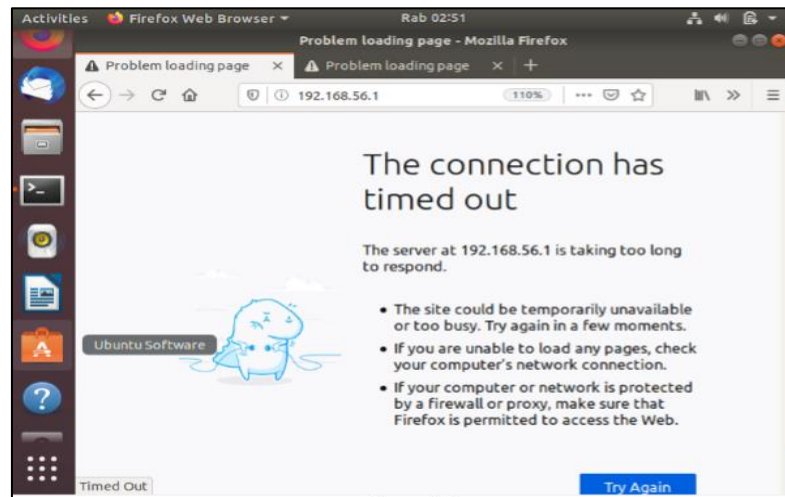 Activities Firefox Web Browser Rab 02:51
Problem loading page - Mozilla Firefox
Problem loading page Problem loading page
192.168.56.1 110%
The connection has
timed out
The server at 192.168.56.1 is taking too long
to respond.
The site could be temporarily unavailable
or too busy. Try again in a few moments.
If you are unable to load any pages, check
your computer's network connection.
If your computer or network is protected
by a firewall or proxy, make sure that
Firefox is permitted to access the Web.
Ubuntu Software
Timed Out
Try Again